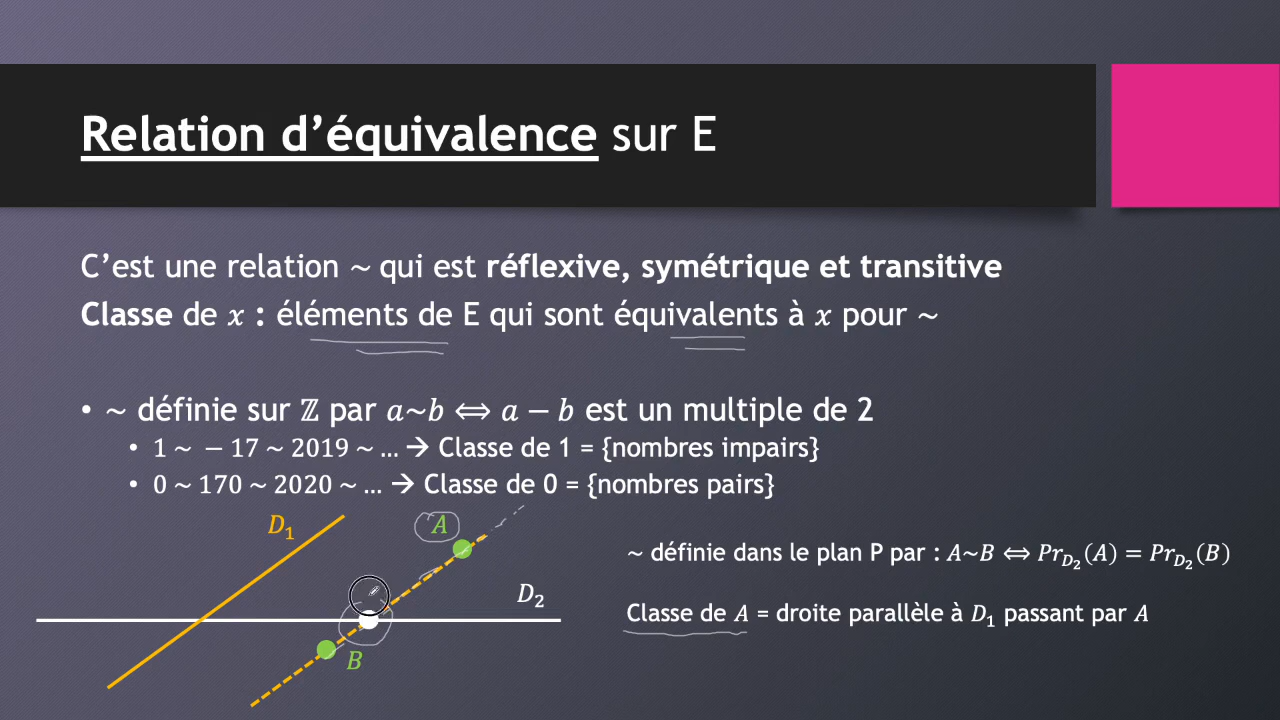 Relation d’équivalence sur E
C’est une relation ~ qui est réflexive, symétrique et transitive
Classe de x : éléments de E qui sont équivalents à x pour ~
• ~ définie sur ℤ par a~b ⟺ a − b est un multiple de 2
• 1 ~ − 17 ~ 2019 ~ … → Classe de 1 = {nombres impairs}
• 0 ~ 170 ~ 2020 ~ … → Classe de 0 = {nombres pairs}
D₁
A
D₂
B
~ définie dans le plan P par : A~B ⟺ Pr_D₂(A) = Pr_D₂(B)
Classe de A = droite parallèle à D₁ passant par A